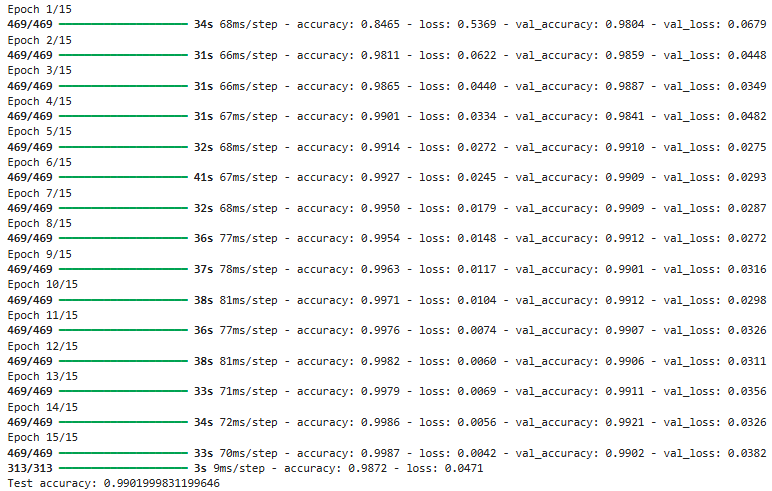 Epoch 1/15
469/469 ━━━━━━━━━━━━━━━━━━━━ 34s 68ms/step - accuracy: 0.8465 - loss: 0.5369 - val_accuracy: 0.9804 - val_loss: 0.0679
Epoch 2/15
469/469 ━━━━━━━━━━━━━━━━━━━━ 31s 66ms/step - accuracy: 0.9811 - loss: 0.0622 - val_accuracy: 0.9859 - val_loss: 0.0448
Epoch 3/15
469/469 ━━━━━━━━━━━━━━━━━━━━ 31s 66ms/step - accuracy: 0.9865 - loss: 0.0440 - val_accuracy: 0.9887 - val_loss: 0.0349
Epoch 4/15
469/469 ━━━━━━━━━━━━━━━━━━━━ 31s 67ms/step - accuracy: 0.9901 - loss: 0.0334 - val_accuracy: 0.9841 - val_loss: 0.0482
Epoch 5/15
469/469 ━━━━━━━━━━━━━━━━━━━━ 32s 68ms/step - accuracy: 0.9914 - loss: 0.0272 - val_accuracy: 0.9910 - val_loss: 0.0275
Epoch 6/15
469/469 ━━━━━━━━━━━━━━━━━━━━ 41s 67ms/step - accuracy: 0.9927 - loss: 0.0245 - val_accuracy: 0.9909 - val_loss: 0.0293
Epoch 7/15
469/469 ━━━━━━━━━━━━━━━━━━━━ 32s 68ms/step - accuracy: 0.9950 - loss: 0.0179 - val_accuracy: 0.9909 - val_loss: 0.0287
Epoch 8/15
469/469 ━━━━━━━━━━━━━━━━━━━━ 36s 77ms/step - accuracy: 0.9954 - loss: 0.0148 - val_accuracy: 0.9912 - val_loss: 0.0272
Epoch 9/15
469/469 ━━━━━━━━━━━━━━━━━━━━ 37s 78ms/step - accuracy: 0.9963 - loss: 0.0117 - val_accuracy: 0.9901 - val_loss: 0.0316
Epoch 10/15
469/469 ━━━━━━━━━━━━━━━━━━━━ 38s 81ms/step - accuracy: 0.9971 - loss: 0.0104 - val_accuracy: 0.9912 - val_loss: 0.0298
Epoch 11/15
469/469 ━━━━━━━━━━━━━━━━━━━━ 36s 77ms/step - accuracy: 0.9976 - loss: 0.0074 - val_accuracy: 0.9907 - val_loss: 0.0326
Epoch 12/15
469/469 ━━━━━━━━━━━━━━━━━━━━ 38s 81ms/step - accuracy: 0.9982 - loss: 0.0060 - val_accuracy: 0.9906 - val_loss: 0.0311
Epoch 13/15
469/469 ━━━━━━━━━━━━━━━━━━━━ 33s 71ms/step - accuracy: 0.9979 - loss: 0.0069 - val_accuracy: 0.9911 - val_loss: 0.0356
Epoch 14/15
469/469 ━━━━━━━━━━━━━━━━━━━━ 34s 72ms/step - accuracy: 0.9986 - loss: 0.0056 - val_accuracy: 0.9921 - val_loss: 0.0326
Epoch 15/15
469/469 ━━━━━━━━━━━━━━━━━━━━ 33s 70ms/step - accuracy: 0.9987 - loss: 0.0042 - val_accuracy: 0.9902 - val_loss: 0.0382
313/313 ━━━━━━━━━━━━━━━━━━━━ 3s 9ms/step - accuracy: 0.9872 - loss: 0.0471
Test accuracy: 0.9901999831199646